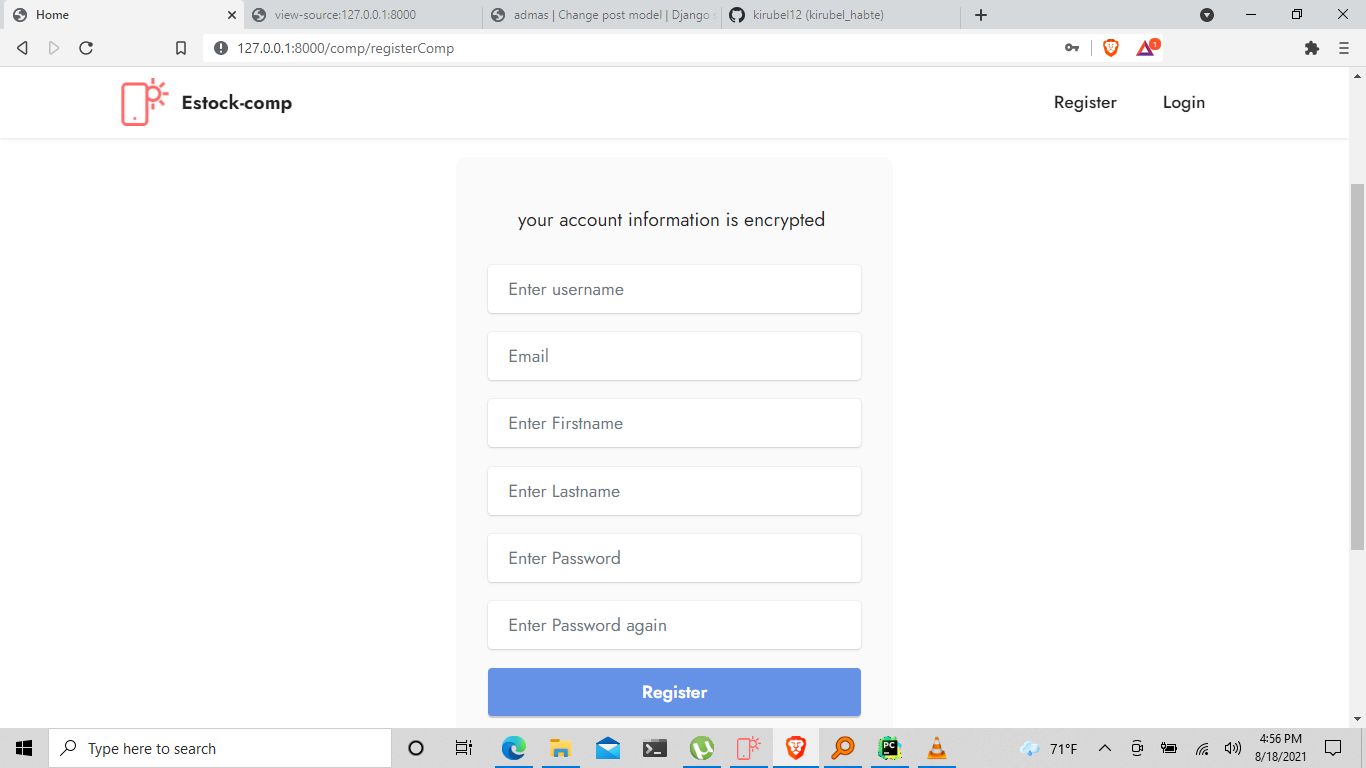 Home
view-source:127.0.0.1:8000
admas | Change post model | Django
kirubel12 (kirubel_habte)
127.0.0.1:8000/comp/registerComp
1
Estock-comp
Register
Login
your account information is encrypted
Enter username
Email
Enter Firstname
Enter Lastname
Enter Password
Enter Password again
Register
Type here to search
PC
71°F
4:56 PM
8/18/2021